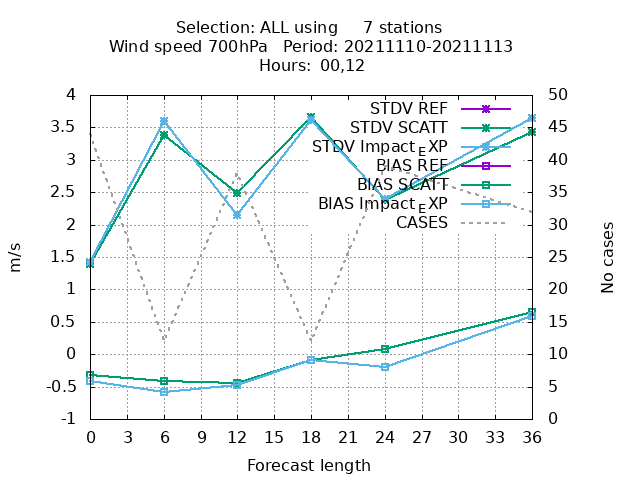 Selection: ALL using     7 stations
Wind speed 700hPa   Period: 20211110-20211113
Hours:  00,12
4
3.5
3
2.5
2
1.5
1
0.5
0
-0.5
-1
m/s
50
45
40
35
30
25
20
15
10
5
0
No cases
STDV REF
STDV SCATT
STDV Impact_EXP
BIAS REF
BIAS SCATT
BIAS Impact_EXP
CASES
0 3 6 9 12 15 18 21 24 27 30 33 36
Forecast length